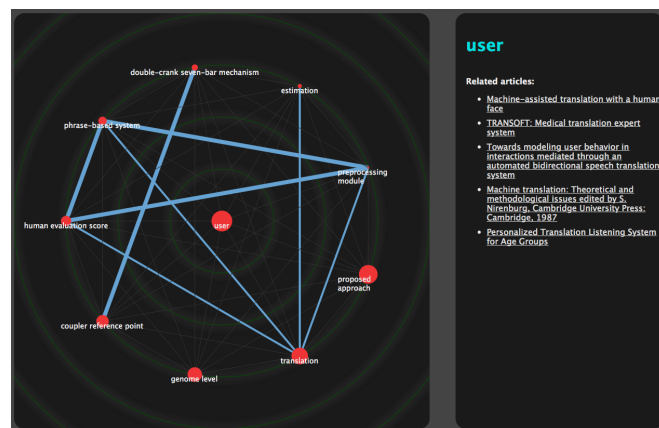 user
double-crank seven-bar mechanism
estimation
phrase-based system
preprocessing
module
human evaluation score
user
proposed
approach
coupler reference point
translation
genome level
Related articles:
• Machine-assisted translation with a human
face
• TRANSOFT: Medical translation expert
system
• Towards modeling user behavior in
interactions mediated through an
automated bidirectional speech translation
system
• Machine translation: Theoretical and
methodological issues edited by S.
Nirenburg, Cambridge University Press:
Cambridge, 1987
• Personalized Translation Listening System
for Age Groups